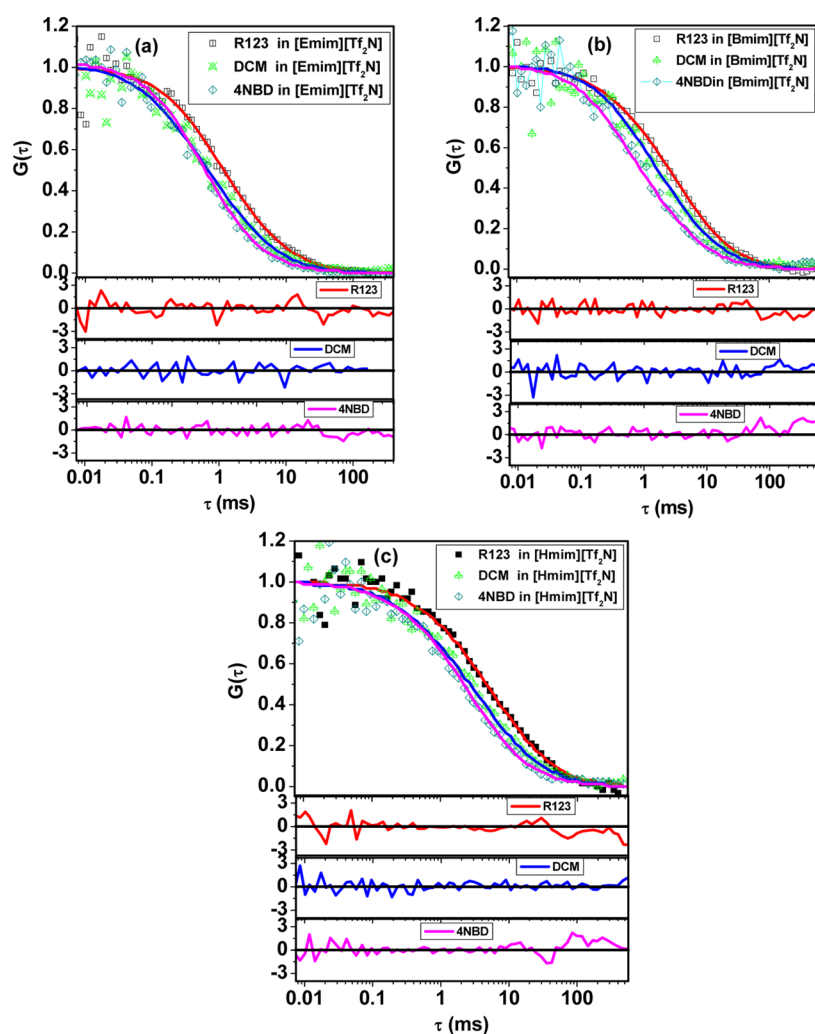 (a)
R123 in [Emim][Tf2N]
DCM in [Emim][Tf2N]
4NBD in [Emim][Tf2N]
G(τ)
1.2
1.0
0.8
0.6
0.4
0.2
0.0
R123
3
0
-3
DCM
3
0
-3
4NBD
3
0
-3
0.01 0.1 1 10 100
τ (ms)
(b)
R123 in [Bmim][Tf2N]
DCM in [Bmim][Tf2N]
4NBDin [Bmim][Tf2N]
G(τ)
1.2
1.0
0.8
0.6
0.4
0.2
0.0
R123
3
0
-3
DCM
3
0
-3
4NBD
3
0
-3
0.01 0.1 1 10 100
τ (ms)
(c)
R123 in [Hmim][Tf2N]
DCM in [Hmim][Tf2N]
4NBD in [Hmim][Tf2N]
G(τ)
1.2
1.0
0.8
0.6
0.4
0.2
0.0
R123
3
0
-3
DCM
3
0
-3
4NBD
3
0
-3
0.01 0.1 1 10 100
τ (ms)